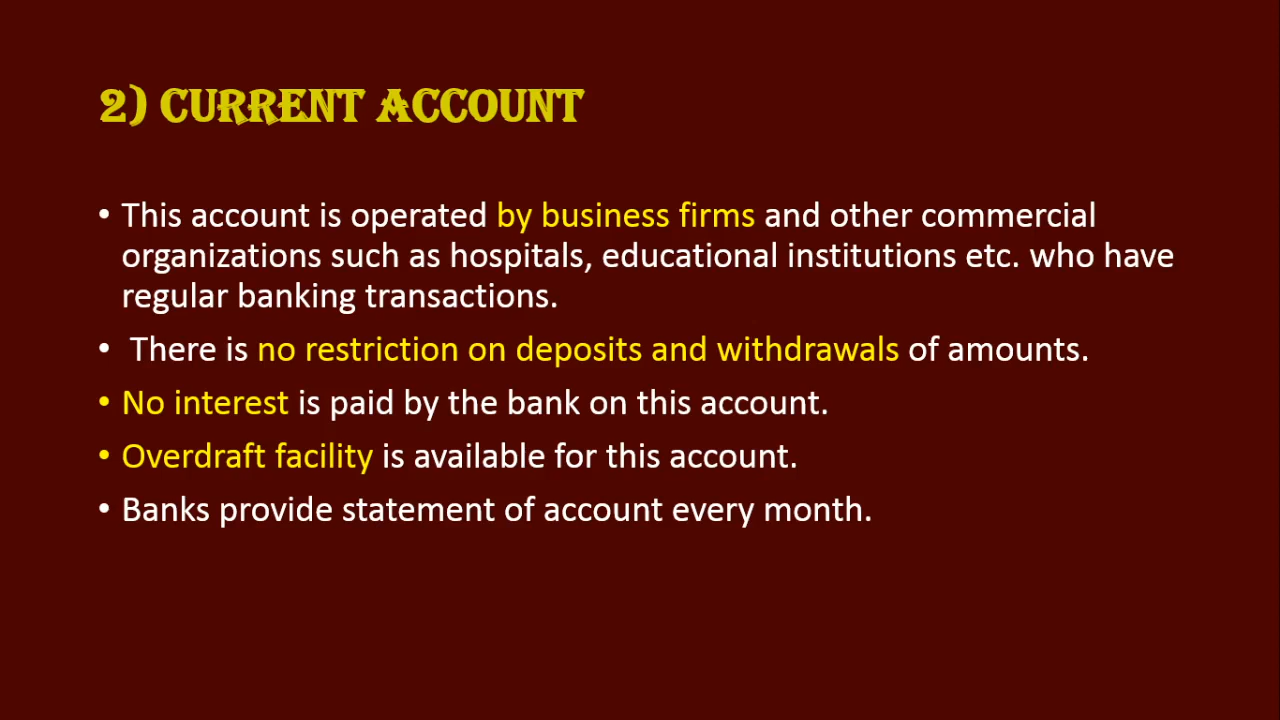 2) CURRENT ACCOUNT
• This account is operated by business firms and other commercial
organizations such as hospitals, educational institutions etc. who have
regular banking transactions.
• There is no restriction on deposits and withdrawals of amounts.
• No interest is paid by the bank on this account.
• Overdraft facility is available for this account.
• Banks provide statement of account every month.